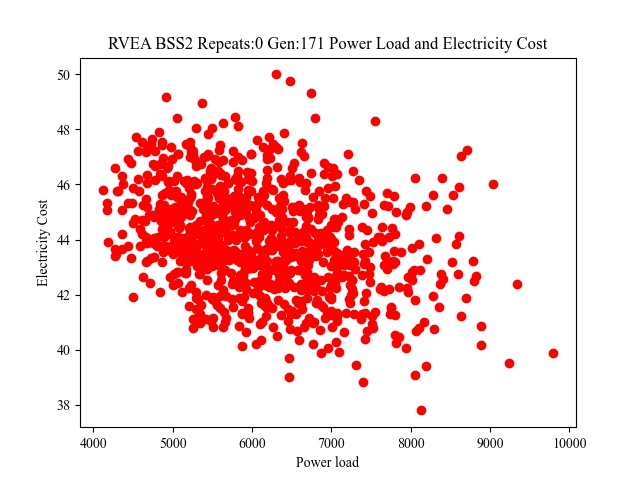 RVEA BSS2 Repeats:0 Gen:171 Power Load and Electricity Cost
50
48
46
44
42
40
38
Electricity Cost
4000 5000 6000 7000 8000 9000 10000
Power load